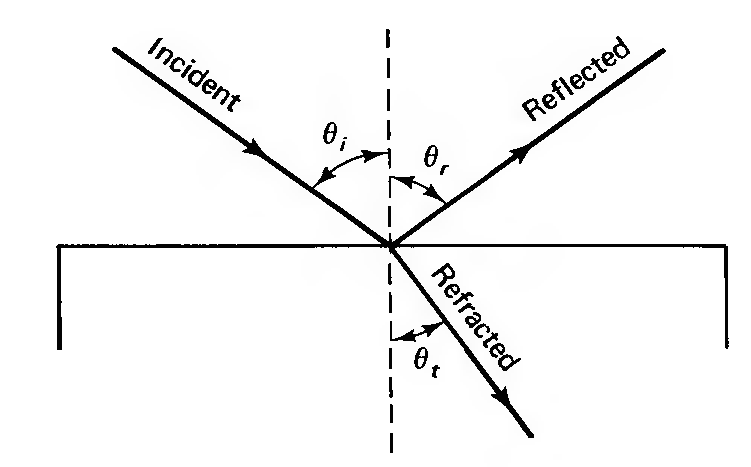 Incident
Reflected
θi
θr
Refracted
θt